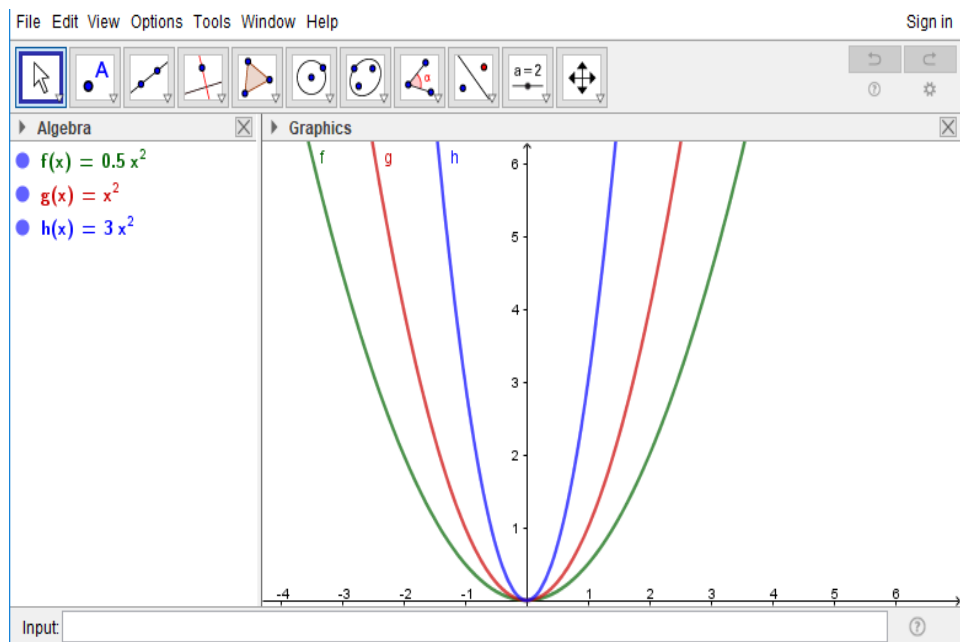 File Edit View Options Tools Window Help Sign in
A α a=2
Algebra Graphics
f(x) = 0.5 x²
g(x) = x²
h(x) = 3 x²
f g h
6
5
4
3
2
1
-4 -3 -2 -1 0 1 2 3 4 5 6
Input: